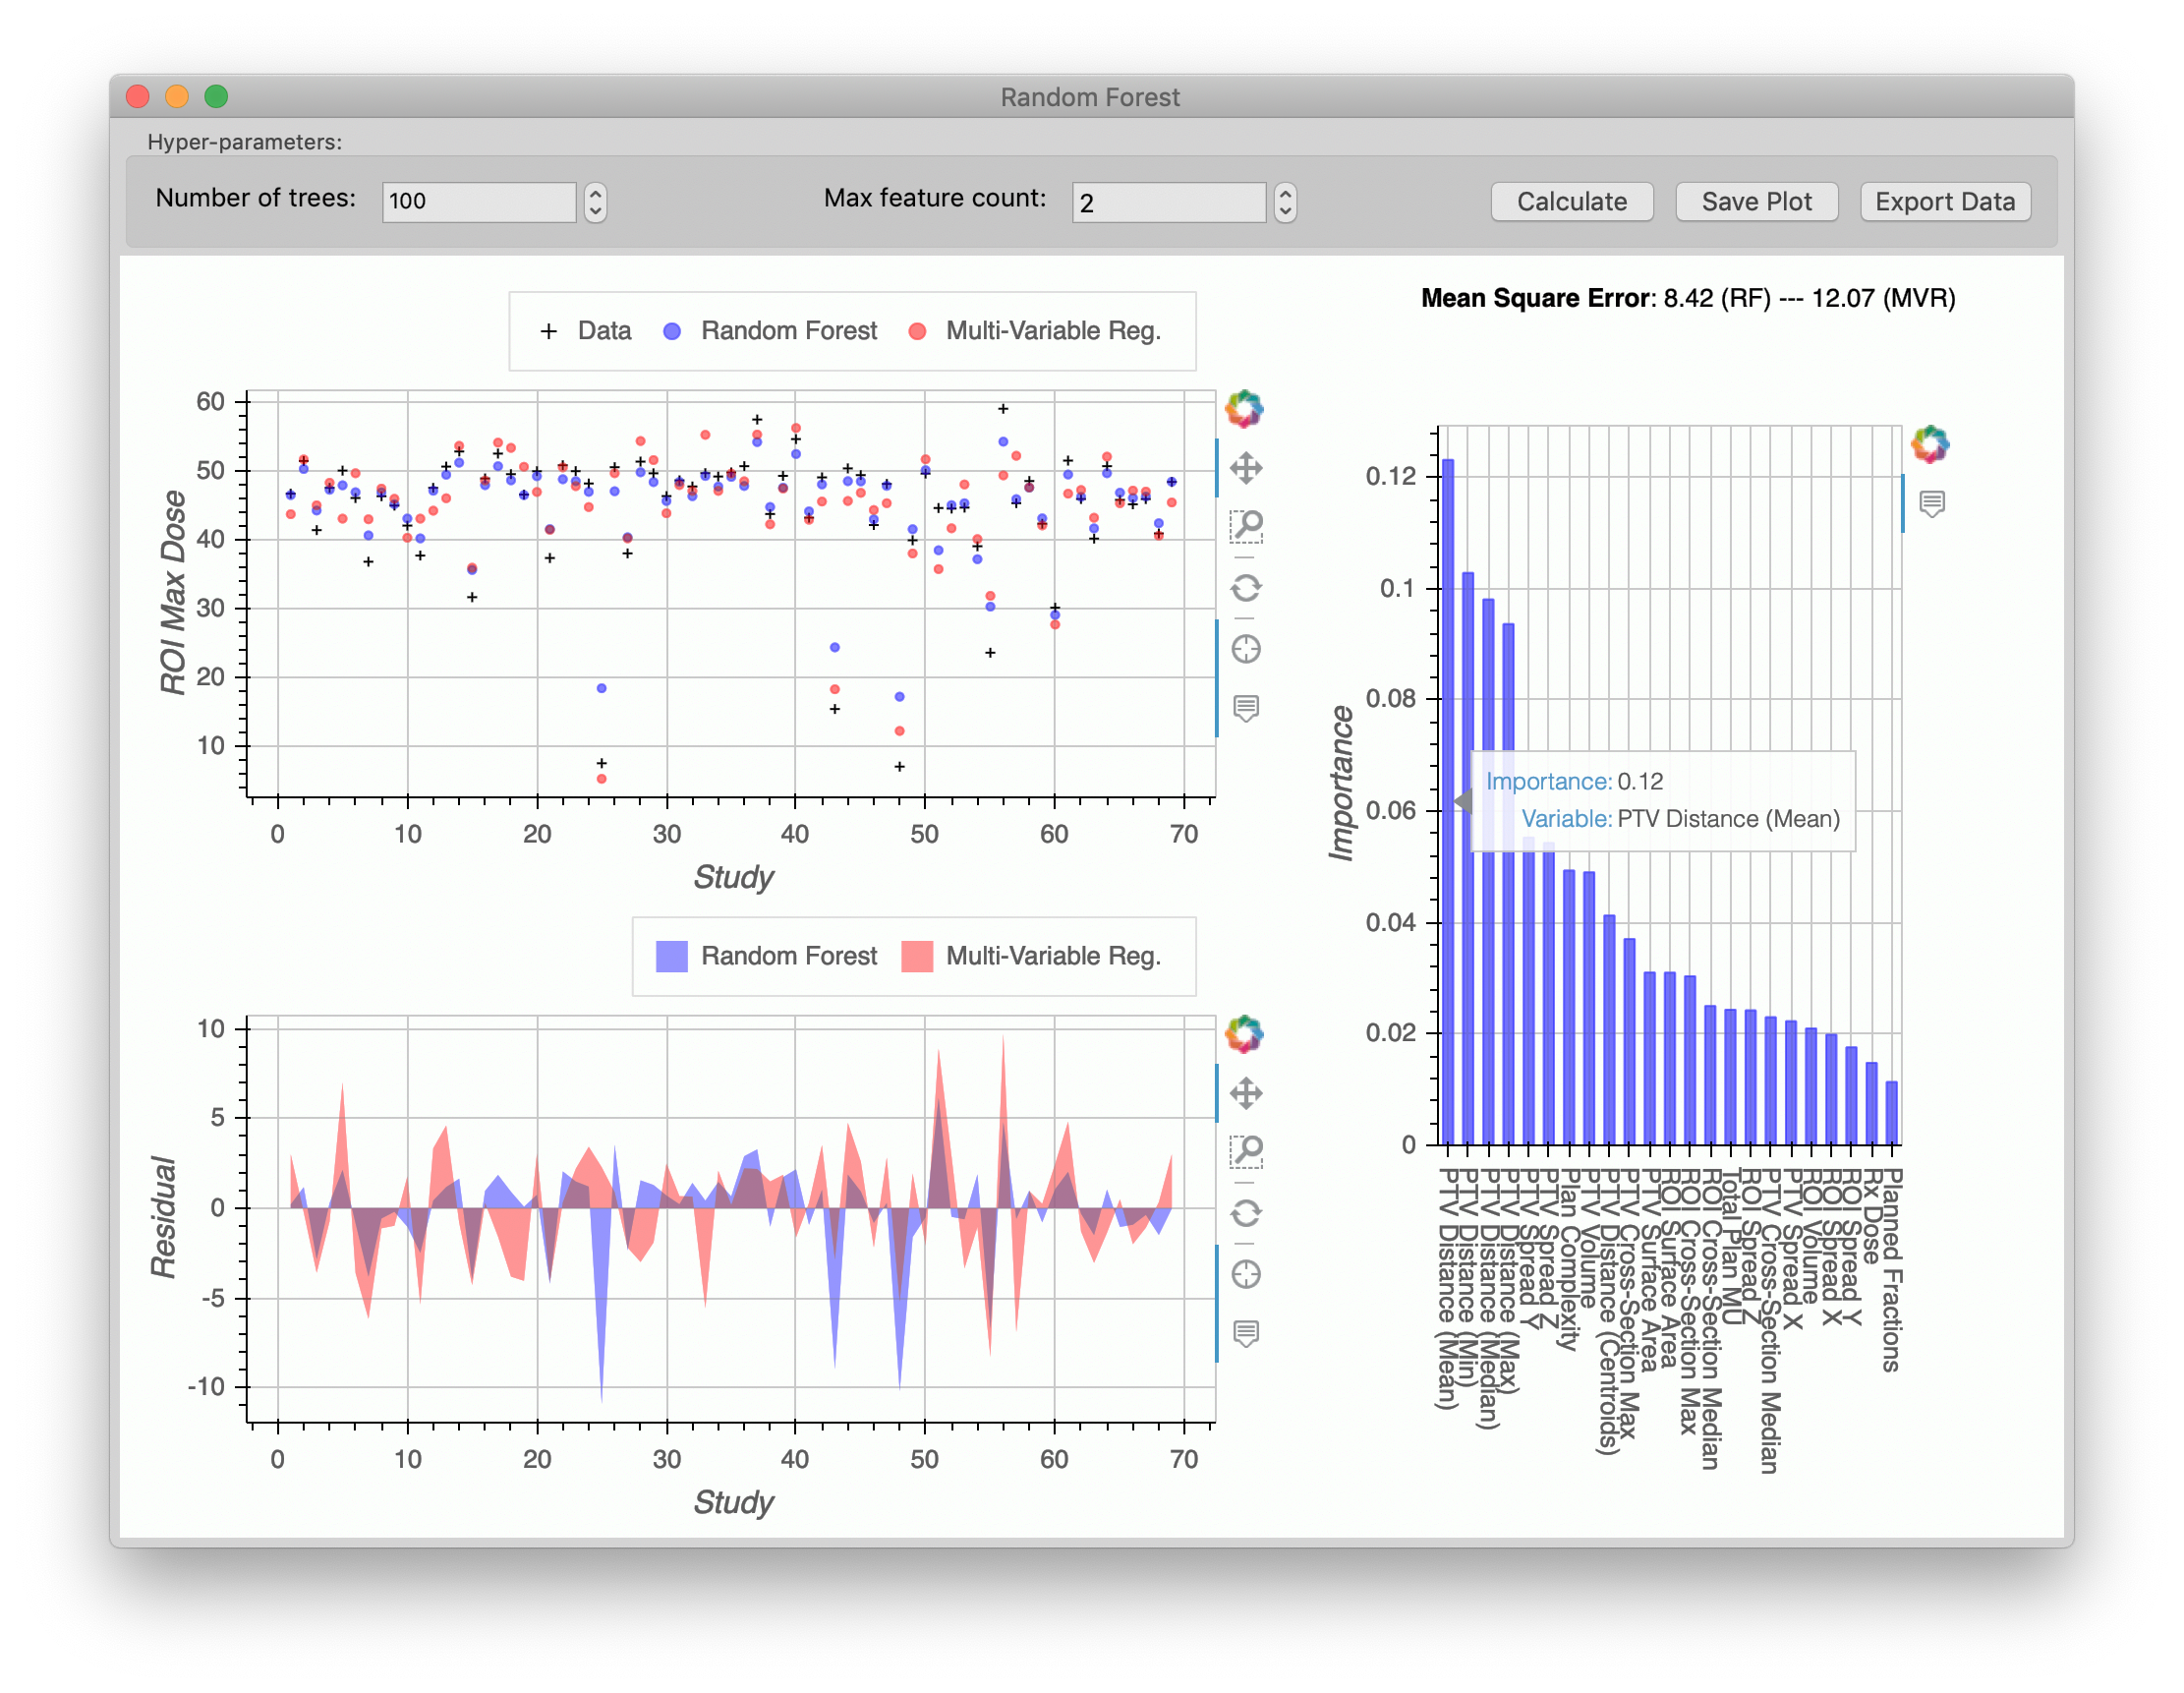 Random Forest
Hyper-parameters:
Number of trees: 100 Max feature count: 2 Calculate Save Plot Export Data
Mean Square Error: 8.42 (RF) --- 12.07 (MVR)
Data Random Forest Multi-Variable Reg.
ROI Max Dose
60
50
40
30
20
10
0 10 20 30 40 50 60 70
Study
Random Forest Multi-Variable Reg.
Residual
10
5
0
-5
-10
0 10 20 30 40 50 60 70
Study
Importance
0.12
0.1
0.08
0.06
0.04
0.02
0
Importance: 0.12
Variable: PTV Distance (Mean)
PTV Distance (Mean)
PTV Distance (Min)
PTV Distance (Median)
PTV Distance (Max)
PTV Spread Y
PTV Spread Z
Plan Complexity
PTV Volume
PTV Distance (Centroids)
PTV Cross-Section Max
PTV Surface Area
ROI Surface Area
ROI Cross-Section Max
ROI Cross-Section Median
Total Plan MU
ROI Spread Z
PTV Cross-Section Median
PTV Spread X
ROI Volume
ROI Spread X
ROI Spread Y
Rx Dose
Planned Fractions